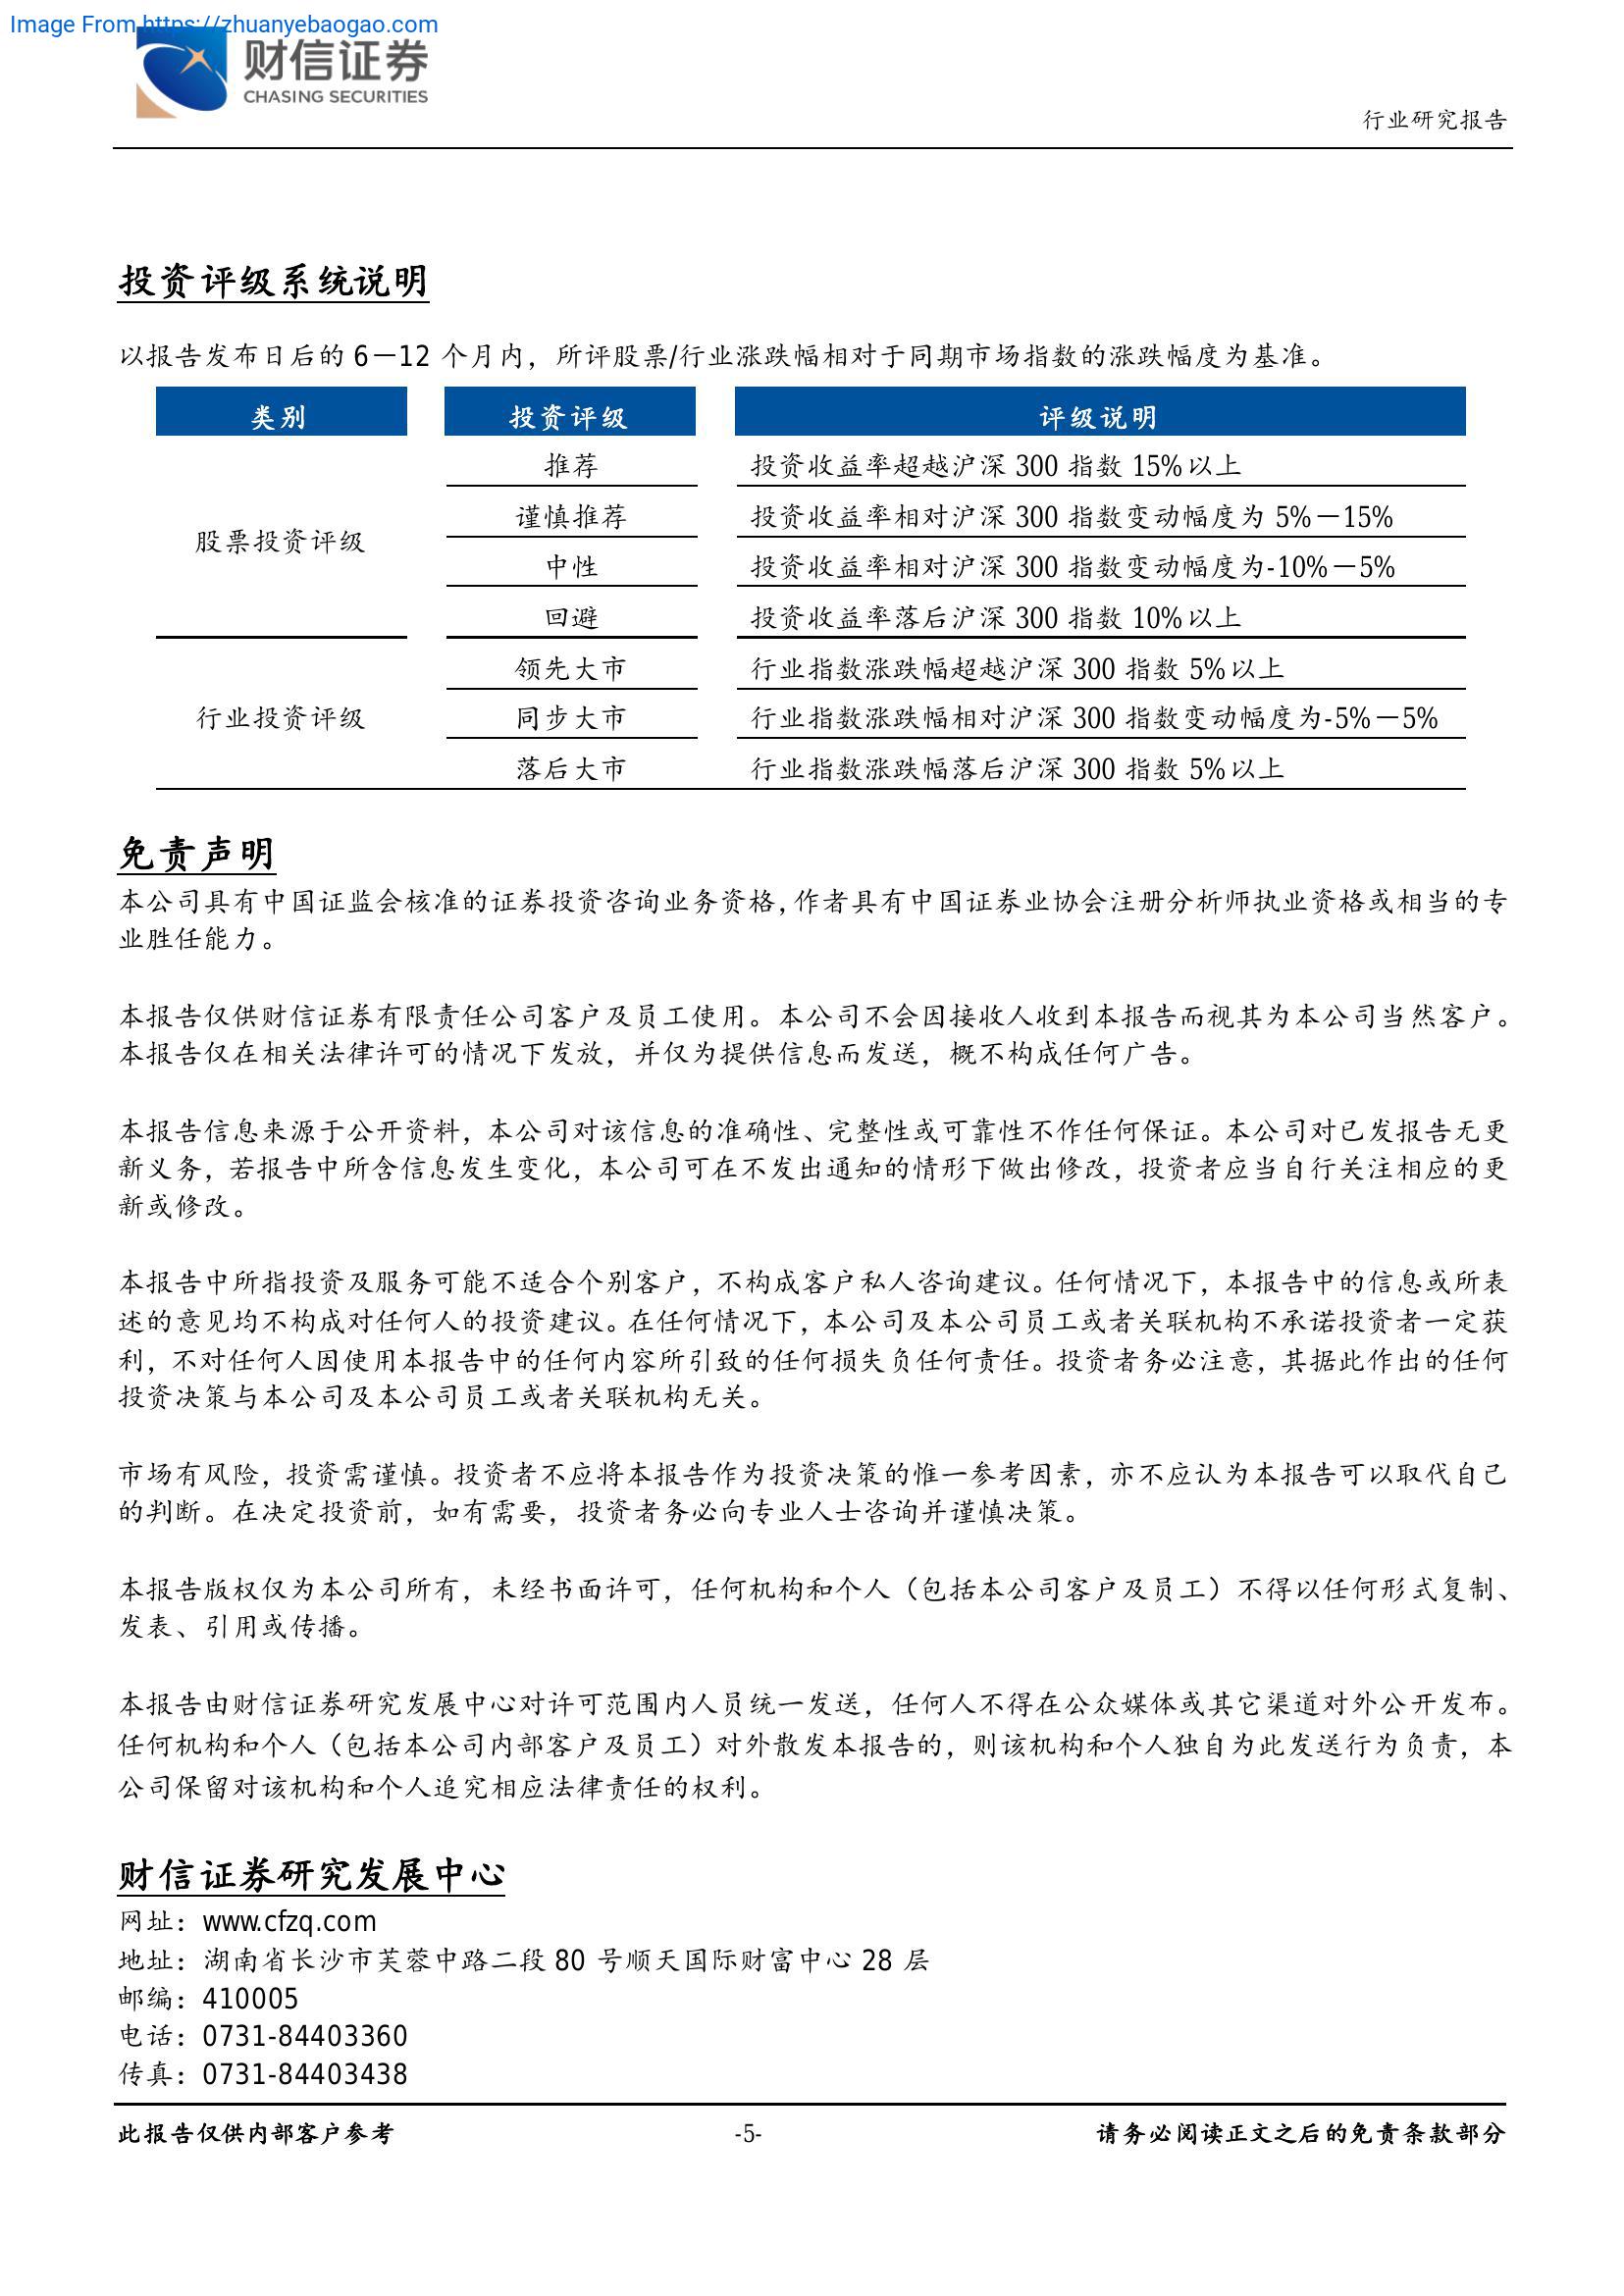 Image From https://zhuanyebaogao.com
财信证券
CHASING SECURITIES
行业研究报告
投资评级系统说明
以报告发布日后的 6－12 个月内，所评股票/行业涨跌幅相对于同期市场指数的涨跌幅度为基准。
类别 投资评级 评级说明
推荐 投资收益率超越沪深 300 指数 15%以上
谨慎推荐 投资收益率相对沪深 300 指数变动幅度为 5%－15%
股票投资评级
中性 投资收益率相对沪深 300 指数变动幅度为-10%－5%
回避 投资收益率落后沪深 300 指数 10%以上
领先大市 行业指数涨跌幅超越沪深 300 指数 5%以上
行业投资评级 同步大市 行业指数涨跌幅相对沪深 300 指数变动幅度为-5%－5%
落后大市 行业指数涨跌幅落后沪深 300 指数 5%以上
免责声明
本公司具有中国证监会核准的证券投资咨询业务资格，作者具有中国证券业协会注册分析师执业资格或相当的专
业胜任能力。
本报告仅供财信证券有限责任公司客户及员工使用。本公司不会因接收人收到本报告而视其为本公司当然客户。
本报告仅在相关法律许可的情况下发放，并仅为提供信息而发送，概不构成任何广告。
本报告信息来源于公开资料，本公司对该信息的准确性、完整性或可靠性不作任何保证。本公司对已发报告无更
新义务，若报告中所含信息发生变化，本公司可在不发出通知的情形下做出修改，投资者应当自行关注相应的更
新或修改。
本报告中所指投资及服务可能不适合个别客户，不构成客户私人咨询建议。任何情况下，本报告中的信息或所表
述的意见均不构成对任何人的投资建议。在任何情况下，本公司及本公司员工或者关联机构不承诺投资者一定获
利，不对任何人因使用本报告中的任何内容所引致的任何损失负任何责任。投资者务必注意，其据此作出的任何
投资决策与本公司及本公司员工或者关联机构无关。
市场有风险，投资需谨慎。投资者不应将本报告作为投资决策的惟一参考因素，亦不应认为本报告可以取代自己
的判断。在决定投资前，如有需要，投资者务必向专业人士咨询并谨慎决策。
本报告版权仅为本公司所有，未经书面许可，任何机构和个人（包括本公司客户及员工）不得以任何形式复制、
发表、引用或传播。
本报告由财信证券研究发展中心对许可范围内人员统一发送，任何人不得在公众媒体或其它渠道对外公开发布。
任何机构和个人（包括本公司内部客户及员工）对外散发本报告的，则该机构和个人独自为此发送行为负责，本
公司保留对该机构和个人追究相应法律责任的权利。
财信证券研究发展中心
网址：www.cfzq.com
地址：湖南省长沙市芙蓉中路二段 80 号顺天国际财富中心 28 层
邮编：410005
电话：0731-84403360
传真：0731-84403438
此报告仅供内部客户参考 -5- 请务必阅读正文之后的免责条款部分